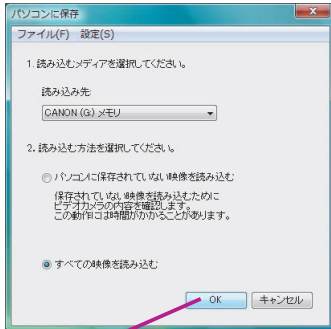 パソコンに保存
ファイル(F) 設定(S)
1. 読み込むメディアを選択してください。
読み込み先:
CANON (G:) メモリ
2. 読み込む方法を選択してください。
パソコンに保存されていない映像を読み込む
保存されていない映像を読み込むために
ビデオカメラの内容を確認します。
この動作には時間がかかることがあります。
すべての映像を読み込む
OK キャンセル